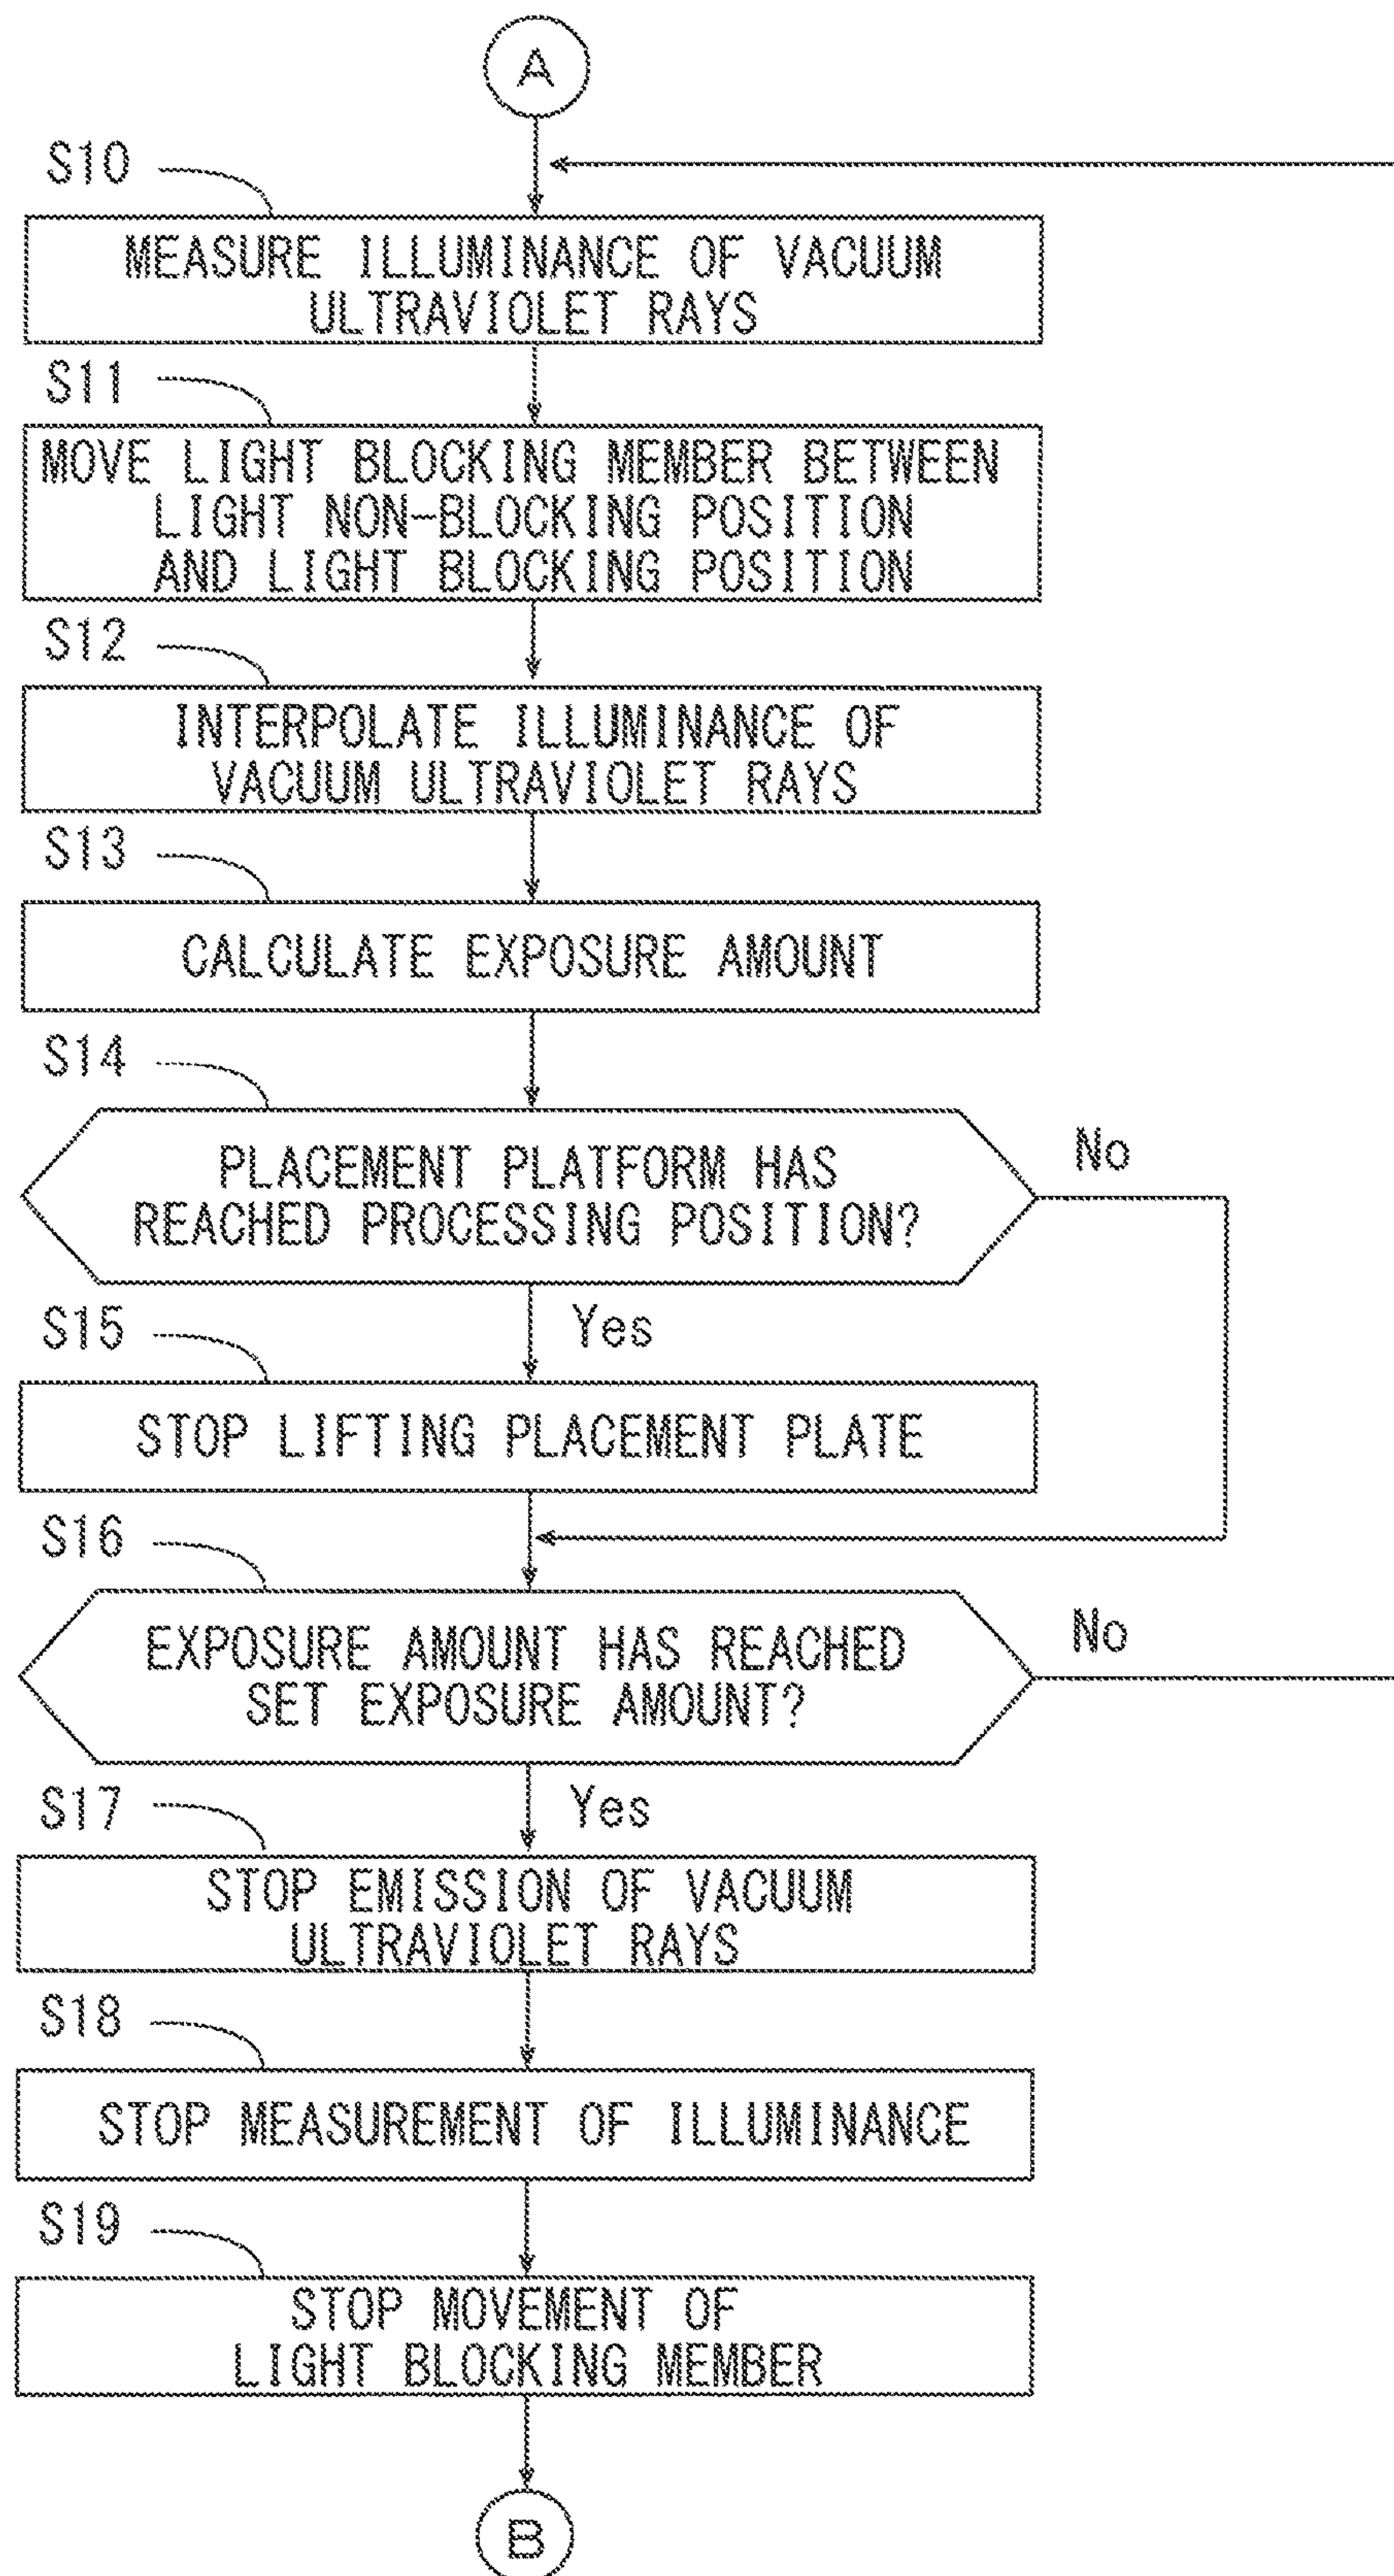 A
S10
MEASURE ILLUMINANCE OF VACUUM
ULTRAVIOLET RAYS
S11
MOVE LIGHT BLOCKING MEMBER BETWEEN
LIGHT NON-BLOCKING POSITION
AND LIGHT BLOCKING POSITION
S12
INTERPOLATE ILLUMINANCE OF
VACUUM ULTRAVIOLET RAYS
S13
CALCULATE EXPOSURE AMOUNT
S14
PLACEMENT PLATFORM HAS
REACHED PROCESSING POSITION?
No
Yes
S15
STOP LIFTING PLACEMENT PLATE
S16
EXPOSURE AMOUNT HAS REACHED
SET EXPOSURE AMOUNT?
No
Yes
S17
STOP EMISSION OF VACUUM
ULTRAVIOLET RAYS
S18
STOP MEASUREMENT OF ILLUMINANCE
S19
STOP MOVEMENT OF
LIGHT BLOCKING MEMBER
B